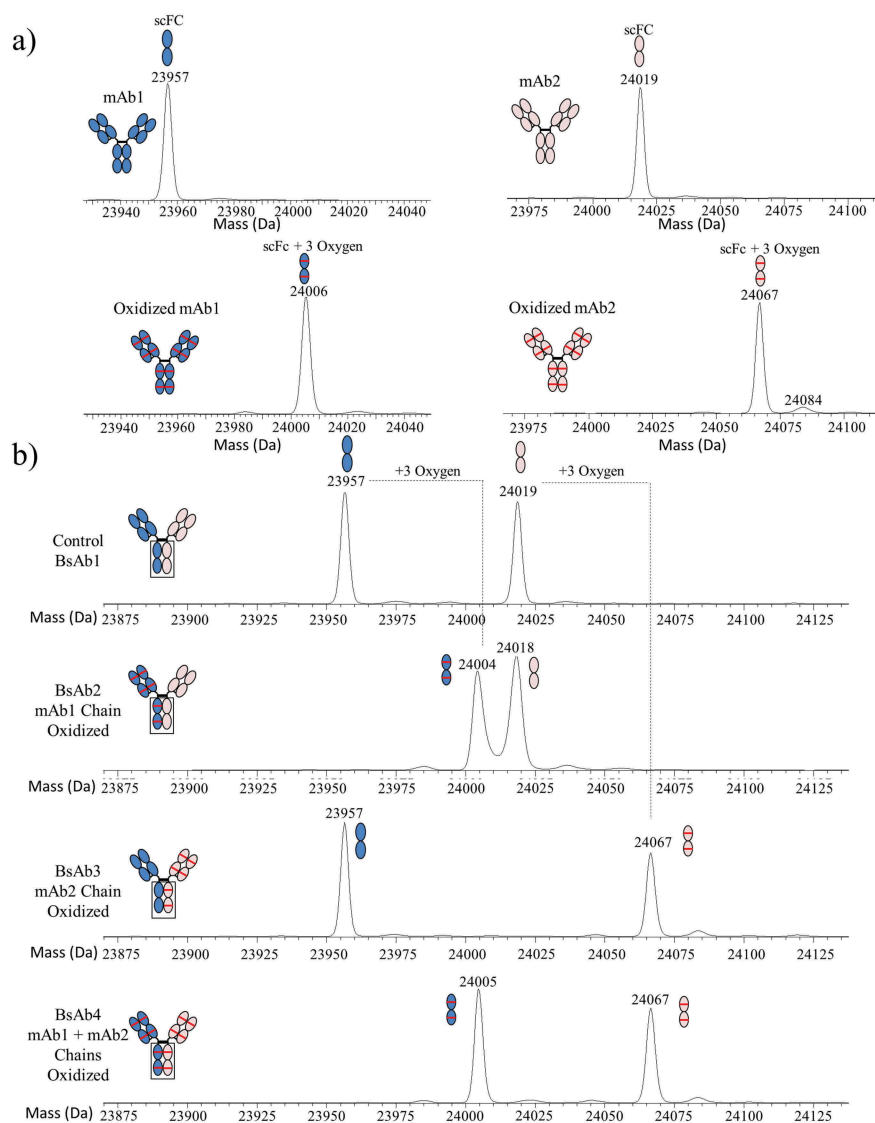 a)
scFC
23957
mAb1
23940 23960 23980 24000 24020 24040
Mass (Da)
scFC
24019
mAb2
23975 24000 24025 24050 24075 24100
Mass (Da)
scFc + 3 Oxygen
24006
Oxidized mAb1
23940 23960 23980 24000 24020 24040
Mass (Da)
scFc + 3 Oxygen
24067
Oxidized mAb2
24084
23975 24000 24025 24050 24075 24100
Mass (Da)
b)
23957
+3 Oxygen
24019
+3 Oxygen
Control
BsAb1
Mass (Da)
23875 23900 23925 23950 23975 24000 24025 24050 24075 24100 24125
24004
24018
BsAb2
mAb1 Chain
Oxidized
Mass (Da)
23875 23900 23925 23950 23975 24000 24025 24050 24075 24100 24125
23957
24067
BsAb3
mAb2 Chain
Oxidized
Mass (Da)
23875 23900 23925 23950 23975 24000 24025 24050 24075 24100 24125
24005
24067
BsAb4
mAb1 + mAb2
Chains
Oxidized
Mass (Da)
23875 23900 23925 23950 23975 24000 24025 24050 24075 24100 24125